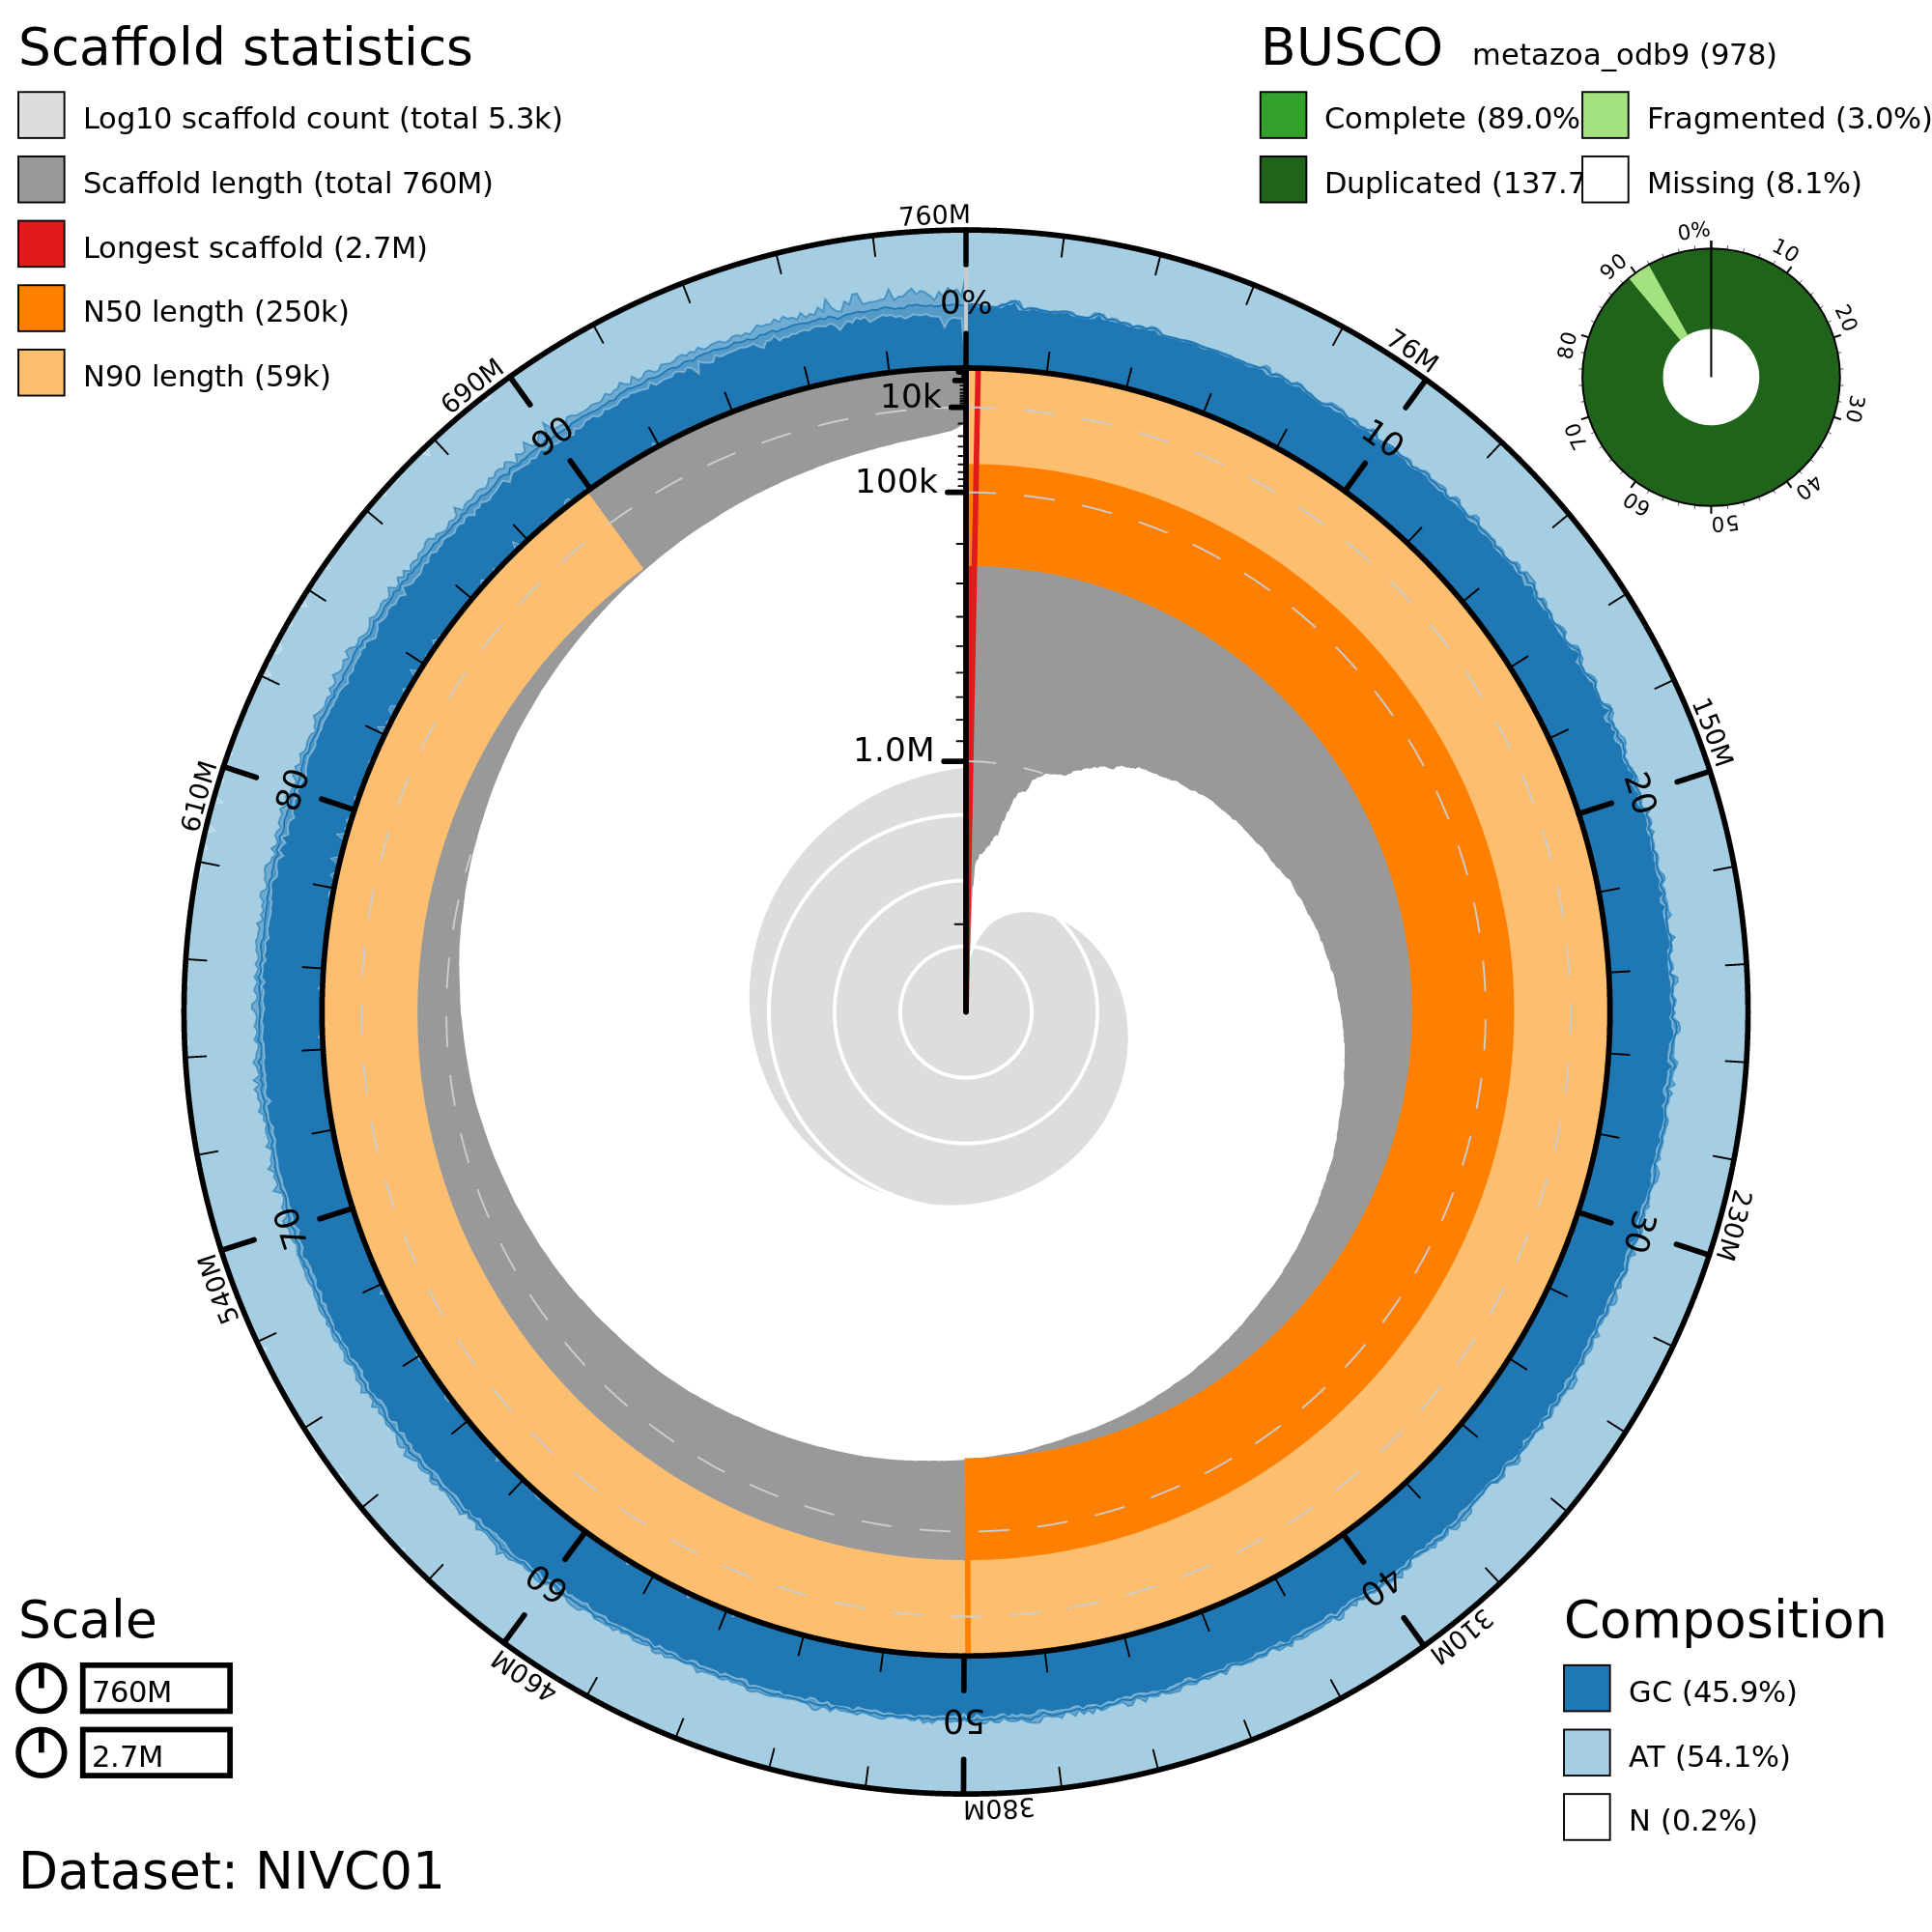 Scaffold statistics
Log10 scaffold count (total 5.3k)
Scaffold length (total 760M)
Longest scaffold (2.7M)
N50 length (250k)
N90 length (59k)
BUSCO metazoa_odb9 (978)
Complete (89.0% Fragmented (3.0%)
Duplicated (137.7 Missing (8.1%)
0%
10
20
30
40
50
60
70
80
90
760M
76M
150M
230M
310M
380M
460M
540M
610M
690M
0%
10
20
30
40
50
60
70
80
90
10k
100k
1.0M
Scale
760M
2.7M
Composition
GC (45.9%)
AT (54.1%)
N (0.2%)
Dataset: NIVC01